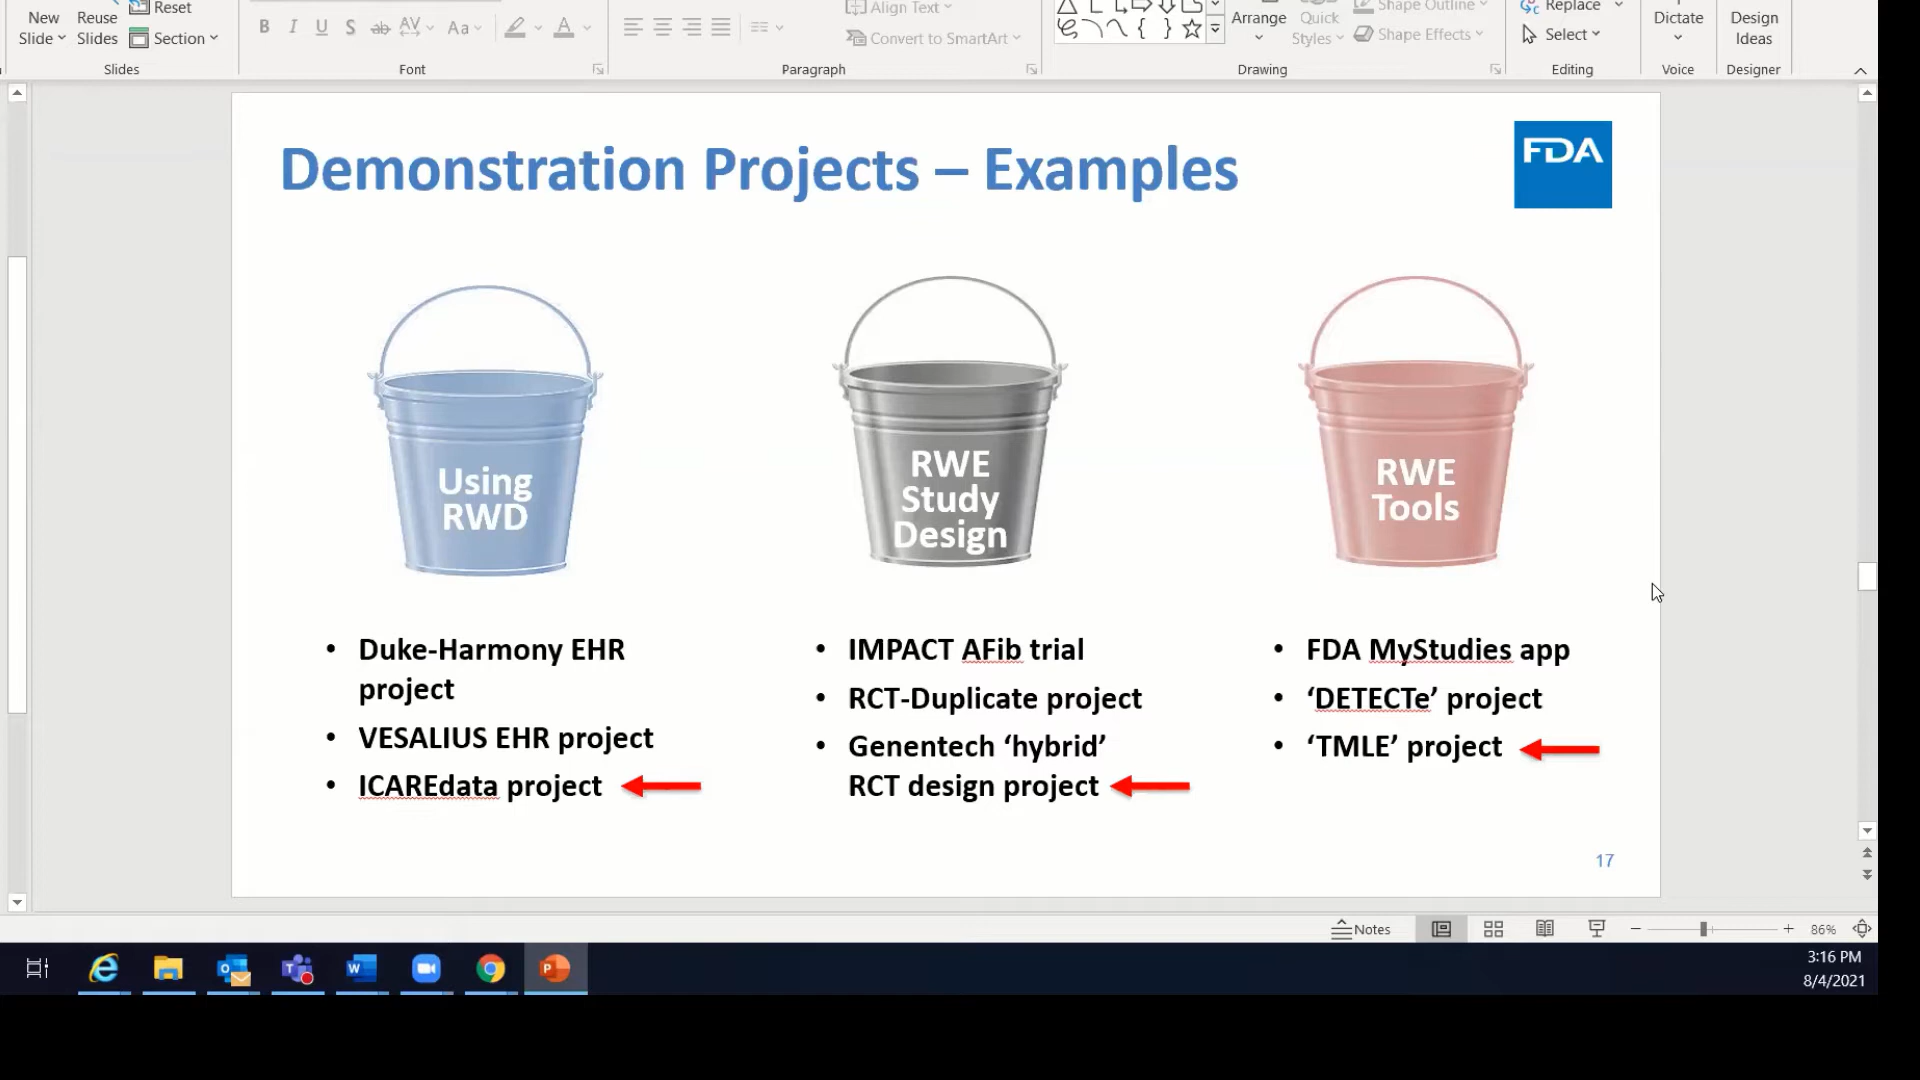 New
Slide
Reuse
Slides
Reset
Section
Slides
B I U S ab AV Aa A
Font
Align Text
Convert to SmartArt
Paragraph
Arrange
Quick
Styles
Shape Outline
Shape Effects
Drawing
Replace
Select
Editing
Dictate
Voice
Design
Ideas
Designer
Demonstration Projects – Examples
FDA
Using
RWD
RWE
Study
Design
RWE
Tools
• Duke-Harmony EHR
project
• VESALIUS EHR project
• ICAREdata project
• IMPACT AFib trial
• RCT-Duplicate project
• Genentech ‘hybrid’
RCT design project
• FDA MyStudies app
• ‘DETECTe’ project
• ‘TMLE’ project
17
Notes
86%
3:16 PM
8/4/2021